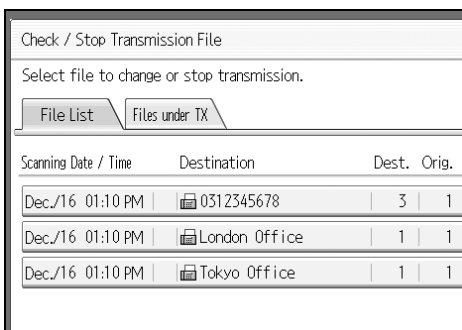 Check / Stop Transmission File
Select file to change or stop transmission.
File List Files under TX
Scanning Date / Time Destination Dest. Orig.
Dec./16 01:10 PM 0312345678 3 1
Dec./16 01:10 PM London Office 1 1
Dec./16 01:10 PM Tokyo Office 1 1